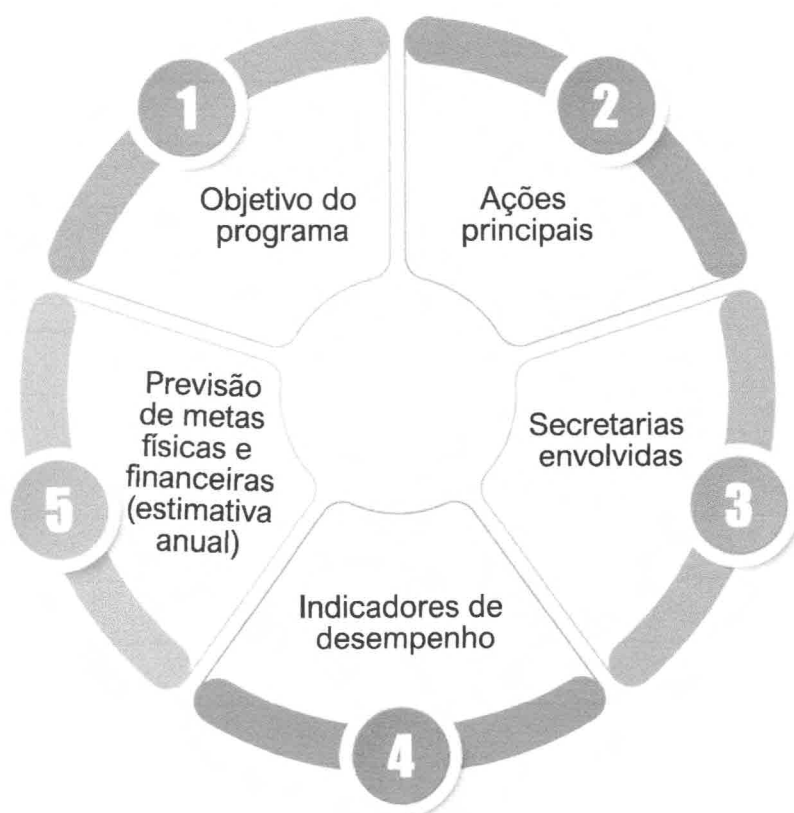 1
Objetivo do
programa
2
Ações
principais
3
Secretarias
envolvidas
4
Indicadores de
desempenho
5
Previsão
de metas
físicas e
financeiras
(estimativa
anual)